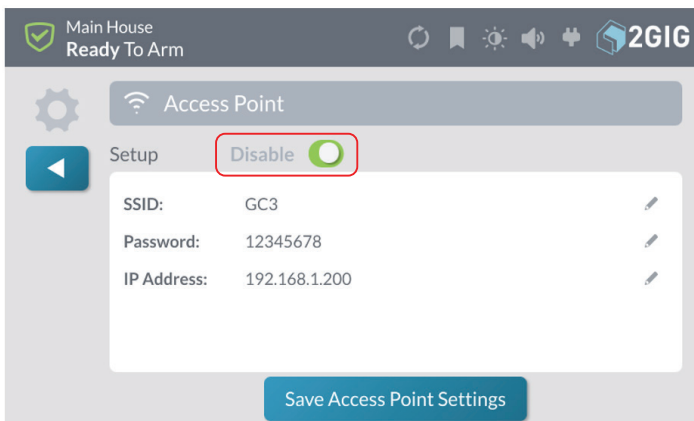 Main House
Ready To Arm
2GIG
Access Point
Setup Disable
SSID: GC3
Password: 12345678
IP Address: 192.168.1.200
Save Access Point Settings